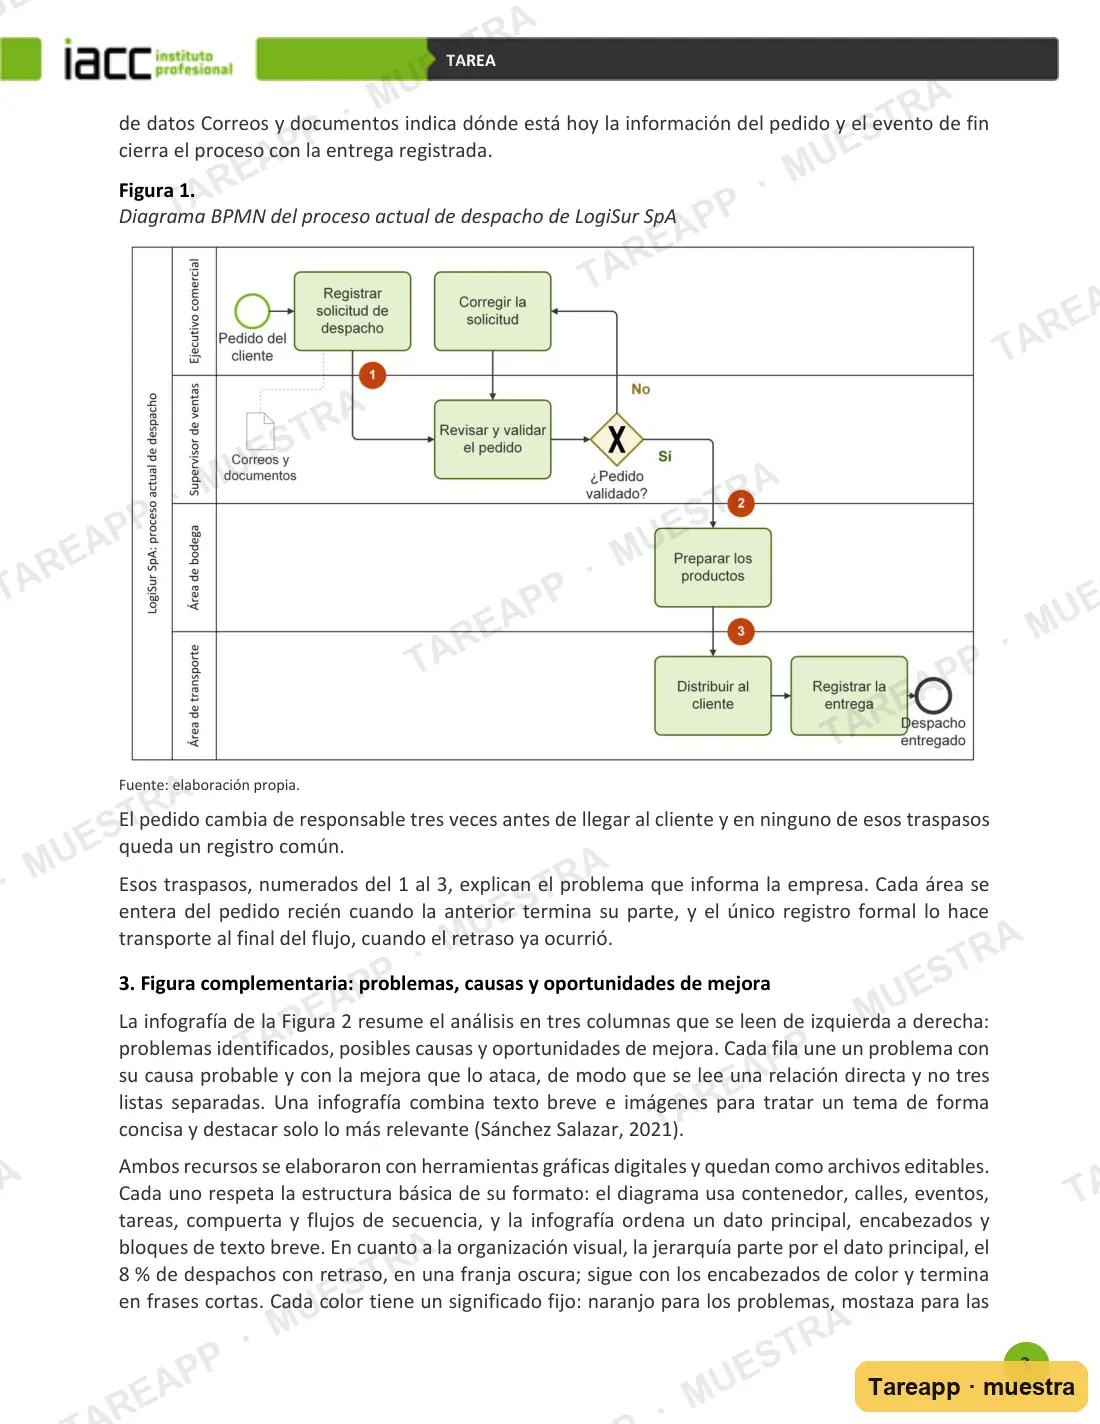 iacc instituto
profesional
TAREA
de datos Correos y documentos indica dónde está hoy la información del pedido y el evento de fin
cierra el proceso con la entrega registrada.
Figura 1.
Diagrama BPMN del proceso actual de despacho de LogiSur SpA
LogiSur SpA: proceso actual de despacho
Ejecutivo comercial
Pedido del
cliente
Registrar
solicitud de
despacho
Corregir la
solicitud
1
No
Supervisor de ventas
Correos y
documentos
Revisar y validar
el pedido
¿Pedido
validado?
Sí
2
Área de bodega
Preparar los
productos
3
Área de transporte
Distribuir al
cliente
Registrar la
entrega
Despacho
entregado
Fuente: elaboración propia.
El pedido cambia de responsable tres veces antes de llegar al cliente y en ninguno de esos traspasos
queda un registro común.
Esos traspasos, numerados del 1 al 3, explican el problema que informa la empresa. Cada área se
entera del pedido recién cuando la anterior termina su parte, y el único registro formal lo hace
transporte al final del flujo, cuando el retraso ya ocurrió.
3. Figura complementaria: problemas, causas y oportunidades de mejora
La infografía de la Figura 2 resume el análisis en tres columnas que se leen de izquierda a derecha:
problemas identificados, posibles causas y oportunidades de mejora. Cada fila une un problema con
su causa probable y con la mejora que lo ataca, de modo que se lee una relación directa y no tres
listas separadas. Una infografía combina texto breve e imágenes para tratar un tema de forma
concisa y destacar solo lo más relevante (Sánchez Salazar, 2021).
Ambos recursos se elaboraron con herramientas gráficas digitales y quedan como archivos editables.
Cada uno respeta la estructura básica de su formato: el diagrama usa contenedor, calles, eventos,
tareas, compuerta y flujos de secuencia, y la infografía ordena un dato principal, encabezados y
bloques de texto breve. En cuanto a la organización visual, la jerarquía parte por el dato principal, el
8 % de despachos con retraso, en una franja oscura; sigue con los encabezados de color y termina
en frases cortas. Cada color tiene un significado fijo: naranjo para los problemas, mostaza para las
Tareapp · muestra
TAREAPP · MUESTRA